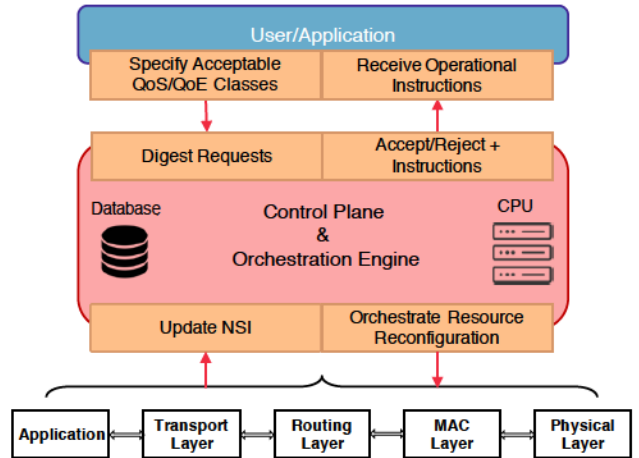 User/Application
Specify Acceptable
QoS/QoE Classes
Receive Operational
Instructions
Digest Requests
Accept/Reject +
Instructions
Database
Control Plane
&
Orchestration Engine
CPU
Update NSI
Orchestrate Resource
Reconfiguration
Application
Transport
Layer
Routing
Layer
MAC
Layer
Physical
Layer